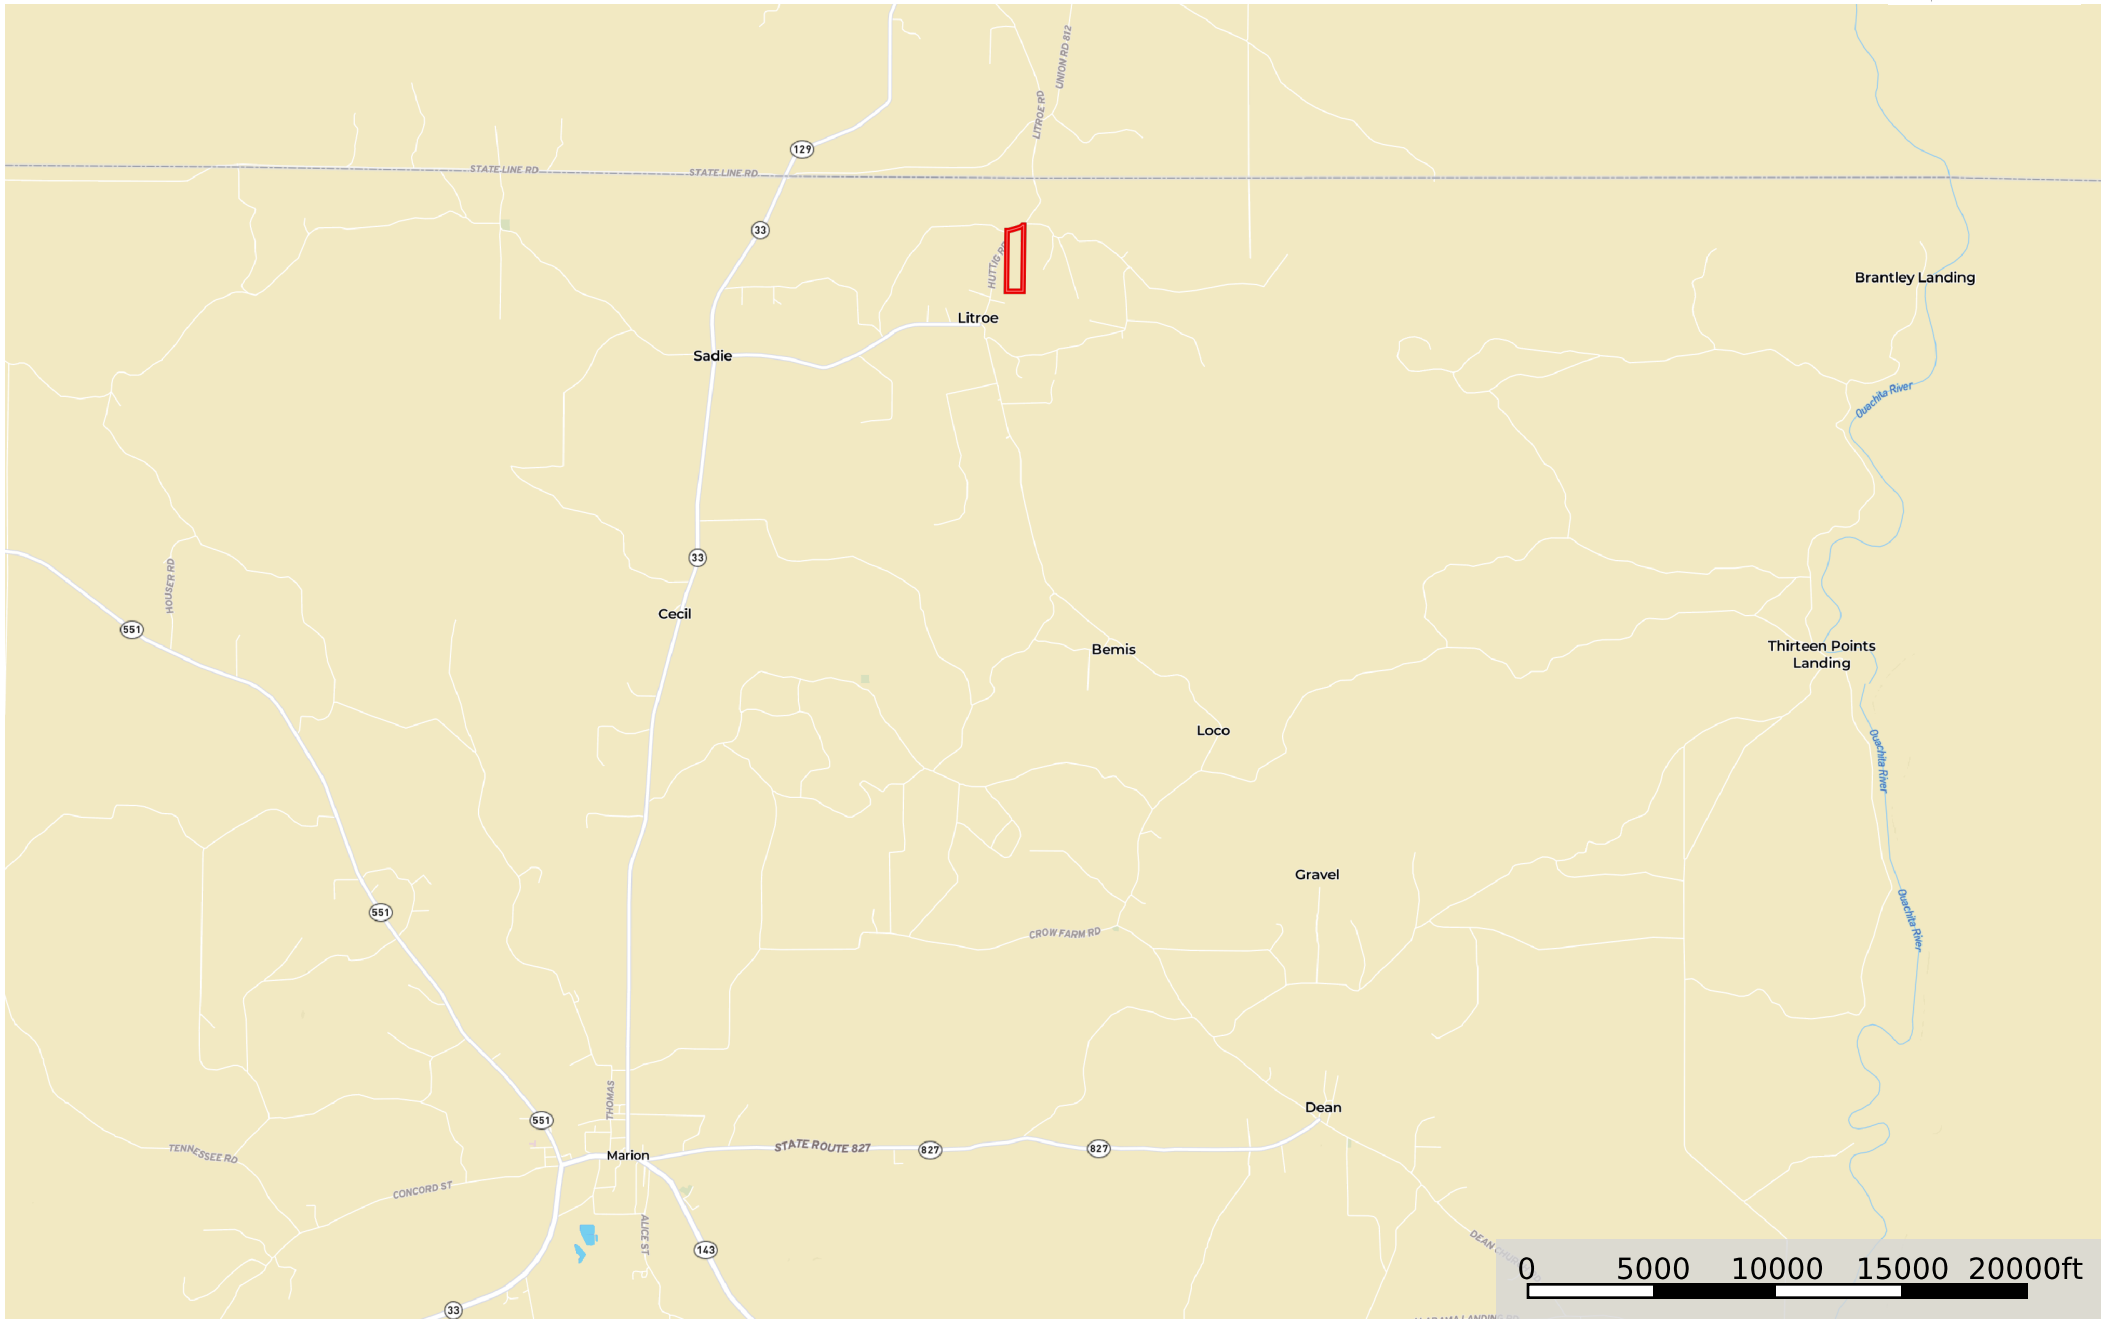 UNION RD 812
LITROE RD
129
STATE LINE RD
STATE LINE RD
33
HUTTIG RD
Brantley Landing
Litroe
Sadie
Ouachita River
33
HOUSER RD
Cecil
551
Bemis
Thirteen Points
Landing
Loco
Ouachita River
Gravel
551
Ouachita River
CROW FARM RD
THOMAS
Dean
551
STATE ROUTE 827
827
827
Marion
TENNESSEE RD
CONCORD ST
ALICE ST
143
DEAN
0 5000 10000 15000 20000ft
33